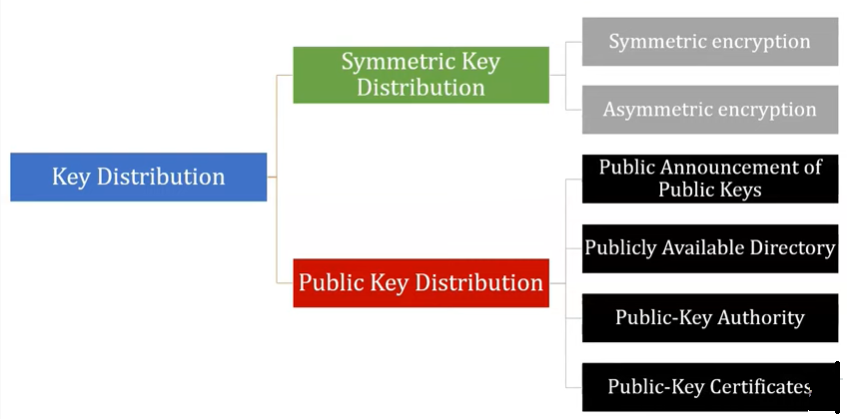 Key Distribution
Symmetric Key
Distribution
Symmetric encryption
Asymmetric encryption
Public Key Distribution
Public Announcement of
Public Keys
Publicly Available Directory
Public-Key Authority
Public-Key Certificates